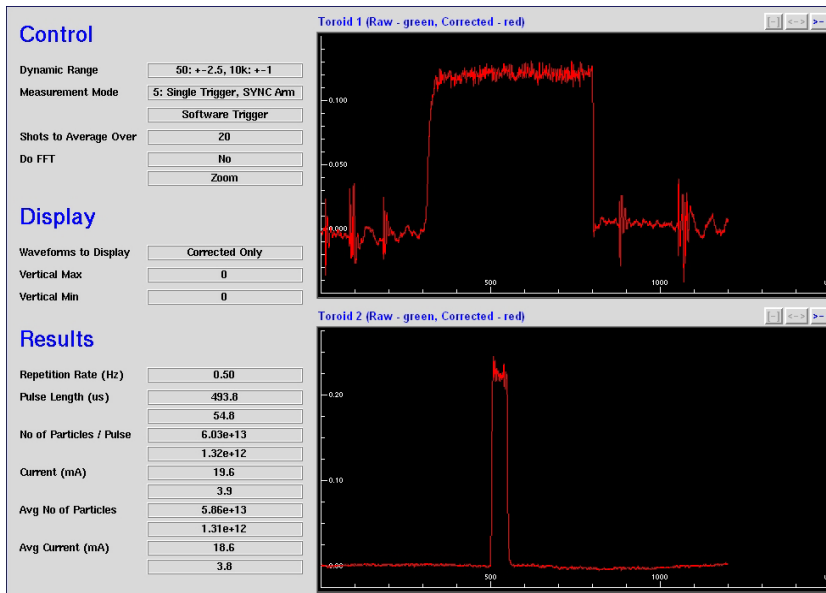 Control
Dynamic Range 50: +-2.5, 10k: +-1
Measurement Mode 5: Single Trigger, SYNC Arm
Software Trigger
Shots to Average Over 20
Do FFT No
Zoom
Display
Waveforms to Display Corrected Only
Vertical Max 0
Vertical Min 0
Results
Repetition Rate (Hz) 0.50
Pulse Length (us) 493.8
54.8
No of Particles / Pulse 6.03e+13
1.32e+12
Current (mA) 19.6
3.9
Avg No of Particles 5.86e+13
1.31e+12
Avg Current (mA) 18.6
3.8
Toroid 1 (Raw - green, Corrected - red)
[-] <-> >-
0.100
0.050
0.000
500 1000
Toroid 2 (Raw - green, Corrected - red)
[-] <-> >-
0.20
0.10
0.00
500 1000